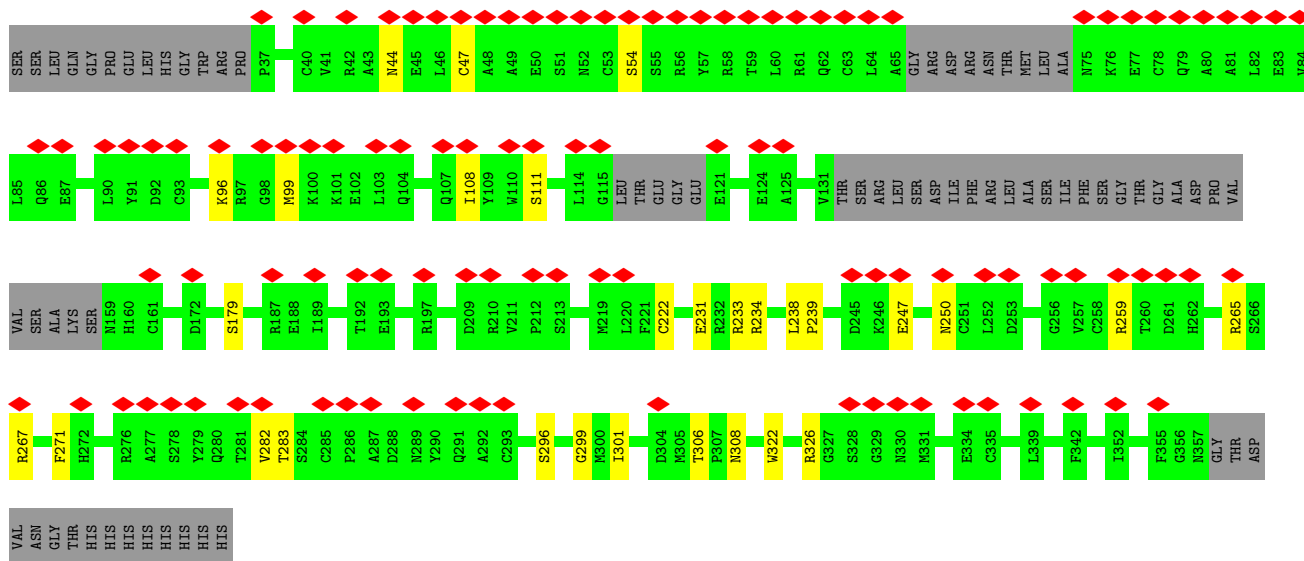 SER SER LEU GLN GLY PRO GLU LEU HIS GLY TRP ARG PRO P37 C40 V41 R42 A43 N44 E45 L46 C47 A48 A49 E50 S51 N52 C53 S54 S55 R56 Y57 R58 T59 L60 R61 Q62 C63 L64 A65 GLY ARG ASP ARG ASN THR MET LEU ALA N75 K76 E77 C78 Q79 A80 A81 L82 E83 V84
L85 Q86 E87 L90 Y91 D92 C93 K96 R97 G98 M99 K100 K101 E102 L103 Q104 Q107 I108 Y109 W110 S111 L114 G115 LEU THR GLU GLY GLU E121 E124 A125 V131 THR SER ARG LEU SER ASP ILE PHE ARG LEU ALA SER ILE PHE SER GLY THR GLY ALA ASP PRO VAL
VAL SER ALA LYS SER N159 H160 C161 D172 S179 R187 E188 I189 T192 E193 R197 D209 R210 V211 P212 S213 M219 L220 F221 C222 E231 R232 R233 R234 L238 P239 D245 K246 E247 N250 C251 L252 D253 G256 V257 C258 R259 T260 D261 H262 R265 S266
R267 F271 H272 R276 A277 S278 Y279 Q280 T281 V282 T283 S284 C285 P286 A287 D288 N289 Y290 Q291 A292 C293 S296 G299 M300 I301 D304 M305 T306 P307 N308 W322 R326 G327 S328 G329 N330 M331 E334 C335 L339 F342 I352 F355 G356 N357 GLY THR ASP
VAL ASN GLY THR HIS HIS HIS HIS HIS HIS HIS HIS